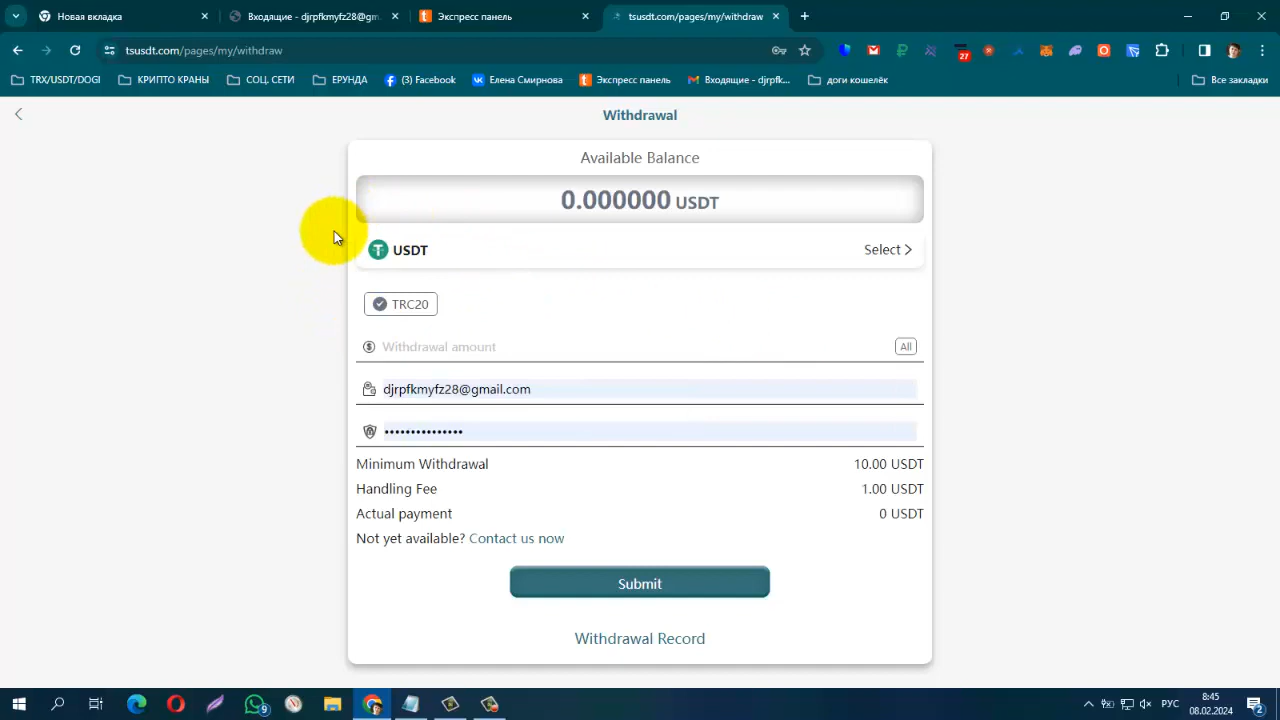 Новая вкладка
Входящие - djrpfkmyfz28@gm...
Экспресс панель
tsusdt.com/pages/my/withdraw
tsusdt.com/pages/my/withdraw
27
TRX/USDT/DOGI
КРИПТО КРАНЫ
СОЦ. СЕТИ
ЕРУНДА
(3) Facebook
Елена Смирнова
Экспресс панель
Входящие - djrpfk...
доги кошелёк
Все закладки
Withdrawal
Available Balance
0.000000 USDT
USDT
Select
TRC20
Withdrawal amount
All
djrpfkmyfz28@gmail.com
•••••••••••••••
Minimum Withdrawal
10.00 USDT
Handling Fee
1.00 USDT
Actual payment
0 USDT
Not yet available? Contact us now
Submit
Withdrawal Record
9
РУС
8:45
08.02.2024
2